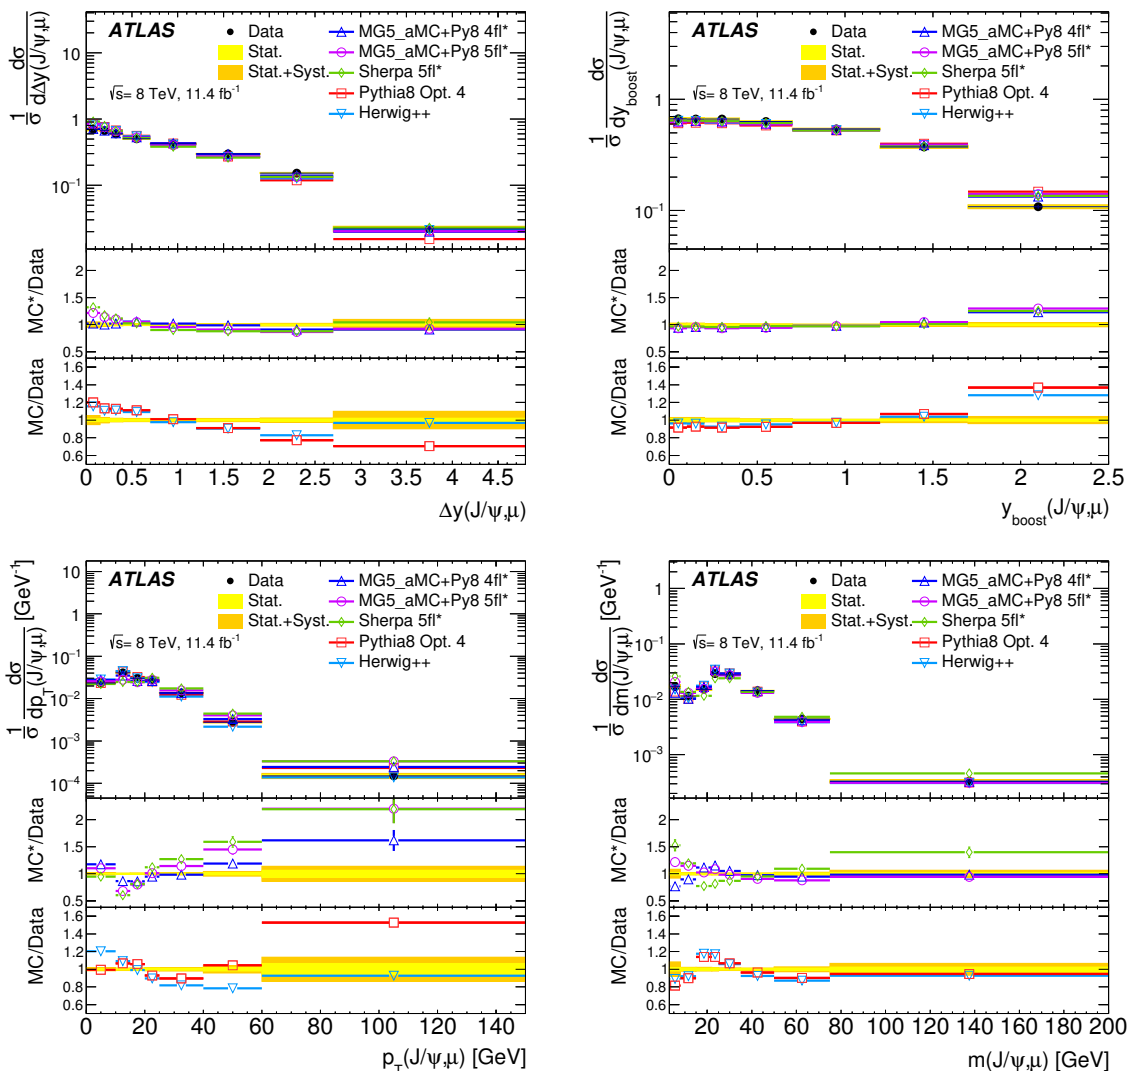 ATLAS
√s= 8 TeV, 11.4 fb⁻¹
Data
Stat.
Stat.+Syst.
MG5_aMC+Py8 4fl*
MG5_aMC+Py8 5fl*
Sherpa 5fl*
Pythia8 Opt. 4
Herwig++
1/σ dσ/dΔy(J/ψ,μ)
10
1
10⁻¹
MC*/Data
2
1.5
1
0.5
MC/Data
1.6
1.4
1.2
1
0.8
0.6
0 0.5 1 1.5 2 2.5 3 3.5 4 4.5
Δy(J/ψ,μ)
ATLAS
√s= 8 TeV, 11.4 fb⁻¹
Data
Stat.
Stat.+Syst.
MG5_aMC+Py8 4fl*
MG5_aMC+Py8 5fl*
Sherpa 5fl*
Pythia8 Opt. 4
Herwig++
1/σ dσ/dy_boost(J/ψ,μ)
1
10⁻¹
MC*/Data
2
1.5
1
0.5
MC/Data
1.6
1.4
1.2
1
0.8
0.6
0 0.5 1 1.5 2 2.5
y_boost(J/ψ,μ)
ATLAS
√s= 8 TeV, 11.4 fb⁻¹
Data
Stat.
Stat.+Syst.
MG5_aMC+Py8 4fl*
MG5_aMC+Py8 5fl*
Sherpa 5fl*
Pythia8 Opt. 4
Herwig++
1/σ dσ/dp_T(J/ψ,μ) [GeV⁻¹]
10
1
10⁻¹
10⁻²
10⁻³
10⁻⁴
MC*/Data
2
1.5
1
0.5
MC/Data
1.6
1.4
1.2
1
0.8
0.6
0 20 40 60 80 100 120 140
p_T(J/ψ,μ) [GeV]
ATLAS
√s= 8 TeV, 11.4 fb⁻¹
Data
Stat.
Stat.+Syst.
MG5_aMC+Py8 4fl*
MG5_aMC+Py8 5fl*
Sherpa 5fl*
Pythia8 Opt. 4
Herwig++
1/σ dσ/dm(J/ψ,μ) [GeV⁻¹]
1
10⁻¹
10⁻²
10⁻³
MC*/Data
2
1.5
1
0.5
MC/Data
1.6
1.4
1.2
1
0.8
0.6
20 40 60 80 100 120 140 160 180 200
m(J/ψ,μ) [GeV]